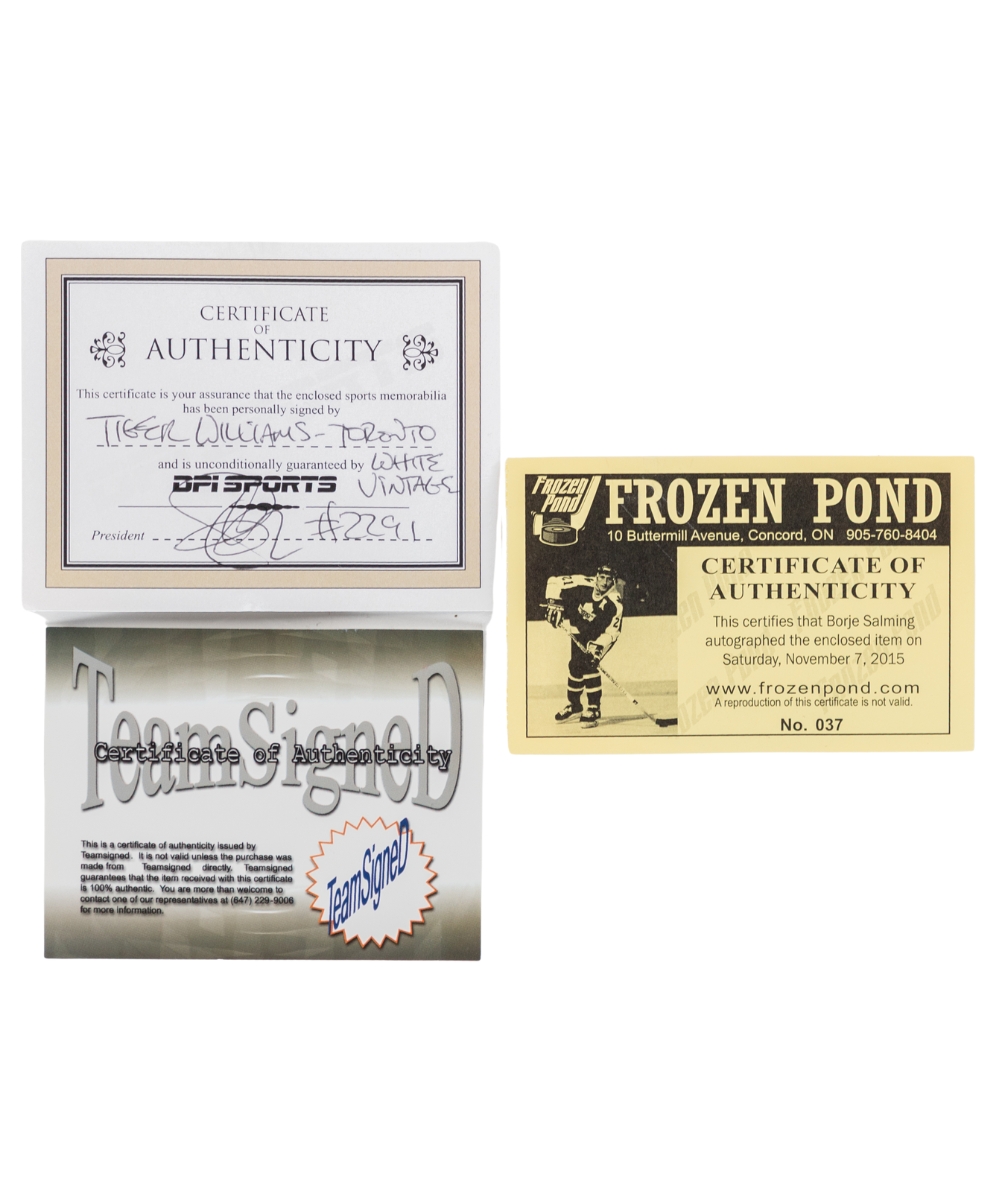 CERTIFICATE
OF
AUTHENTICITY
This certificate is your assurance that the enclosed sports memorabilia
has been personally signed by
TIGER WILLIAMS - TORONTO
and is unconditionally guaranteed by WHITE
DPI SPORTS VINTAGE
President #2291
TeamSigneD
Certificate of Authenticity
This is a certificate of authenticity issued by
Teamsigned. It is not valid unless the purchase was
made from Teamsigned directly. Teamsigned
guarantees that the item received with this certificate
is 100% authentic. You are more than welcome to
contact one of our representatives at (647) 229-9006
for more information.
TeamSigneD
Frozen
Pond
FROZEN POND
10 Buttermill Avenue, Concord, ON 905-760-8404
CERTIFICATE OF
AUTHENTICITY
This certifies that Borje Salming
autographed the enclosed item on
Saturday, November 7, 2015
www.frozenpond.com
A reproduction of this certificate is not valid.
No. 037